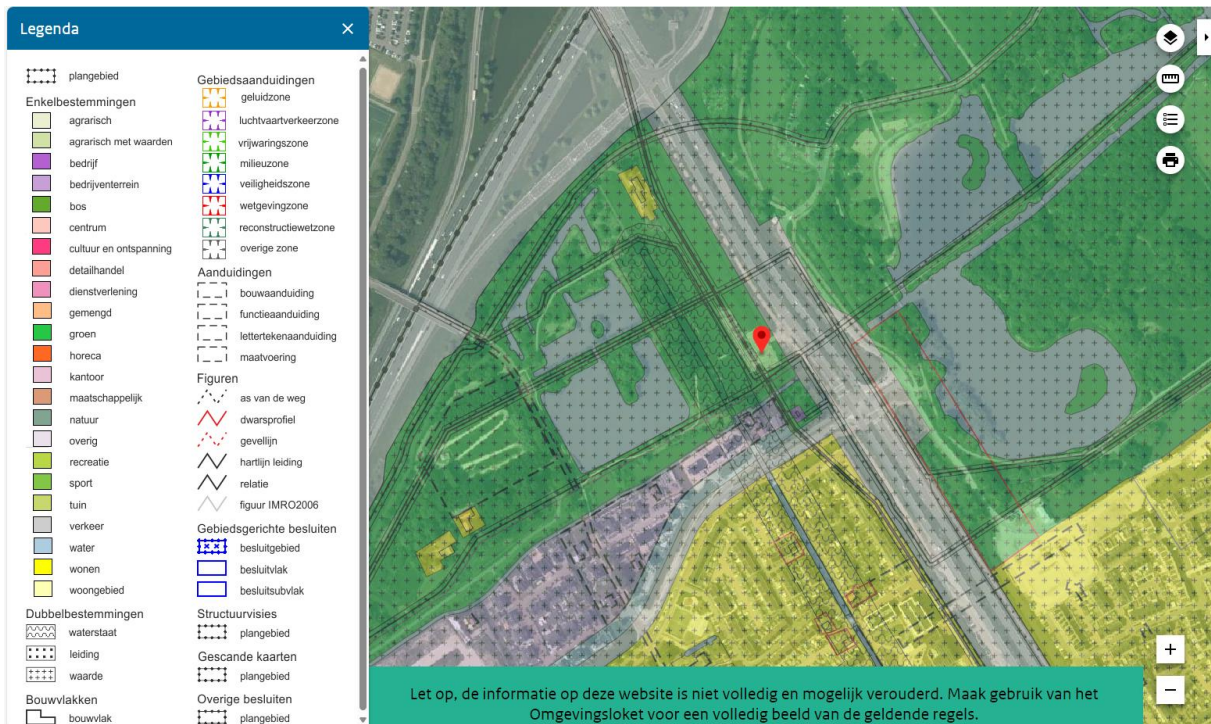 Legenda
plangebied
Enkelbestemmingen
agrarisch
agrarisch met waarden
bedrijf
bedrijventerrein
bos
centrum
cultuur en ontspanning
detailhandel
dienstverlening
gemengd
groen
horeca
kantoor
maatschappelijk
natuur
overig
recreatie
sport
tuin
verkeer
water
wonen
woongebied
Dubbelbestemmingen
waterstaat
leiding
waarde
Bouwvlakken
bouwvlak
Gebiedsaanduidingen
geluidzone
luchtvaartverkeerzone
vrijwaringszone
milieuzone
veiligheidszone
wetgevingzone
reconstructiewetzone
overige zone
Aanduidingen
bouwaanduiding
functieaanduiding
lettertekenaanduiding
maatvoering
Figuren
as van de weg
dwarsprofiel
gevellijn
hartlijn leiding
relatie
figuur IMRO2006
Gebiedsgerichte besluiten
besluitgebied
besluitvlak
besluitsubvlak
Structuurvisies
plangebied
Gescande kaarten
plangebied
Overige besluiten
plangebied
Let op, de informatie op deze website is niet volledig en mogelijk verouderd. Maak gebruik van het
Omgevingsloket voor een volledig beeld van de geldende regels.